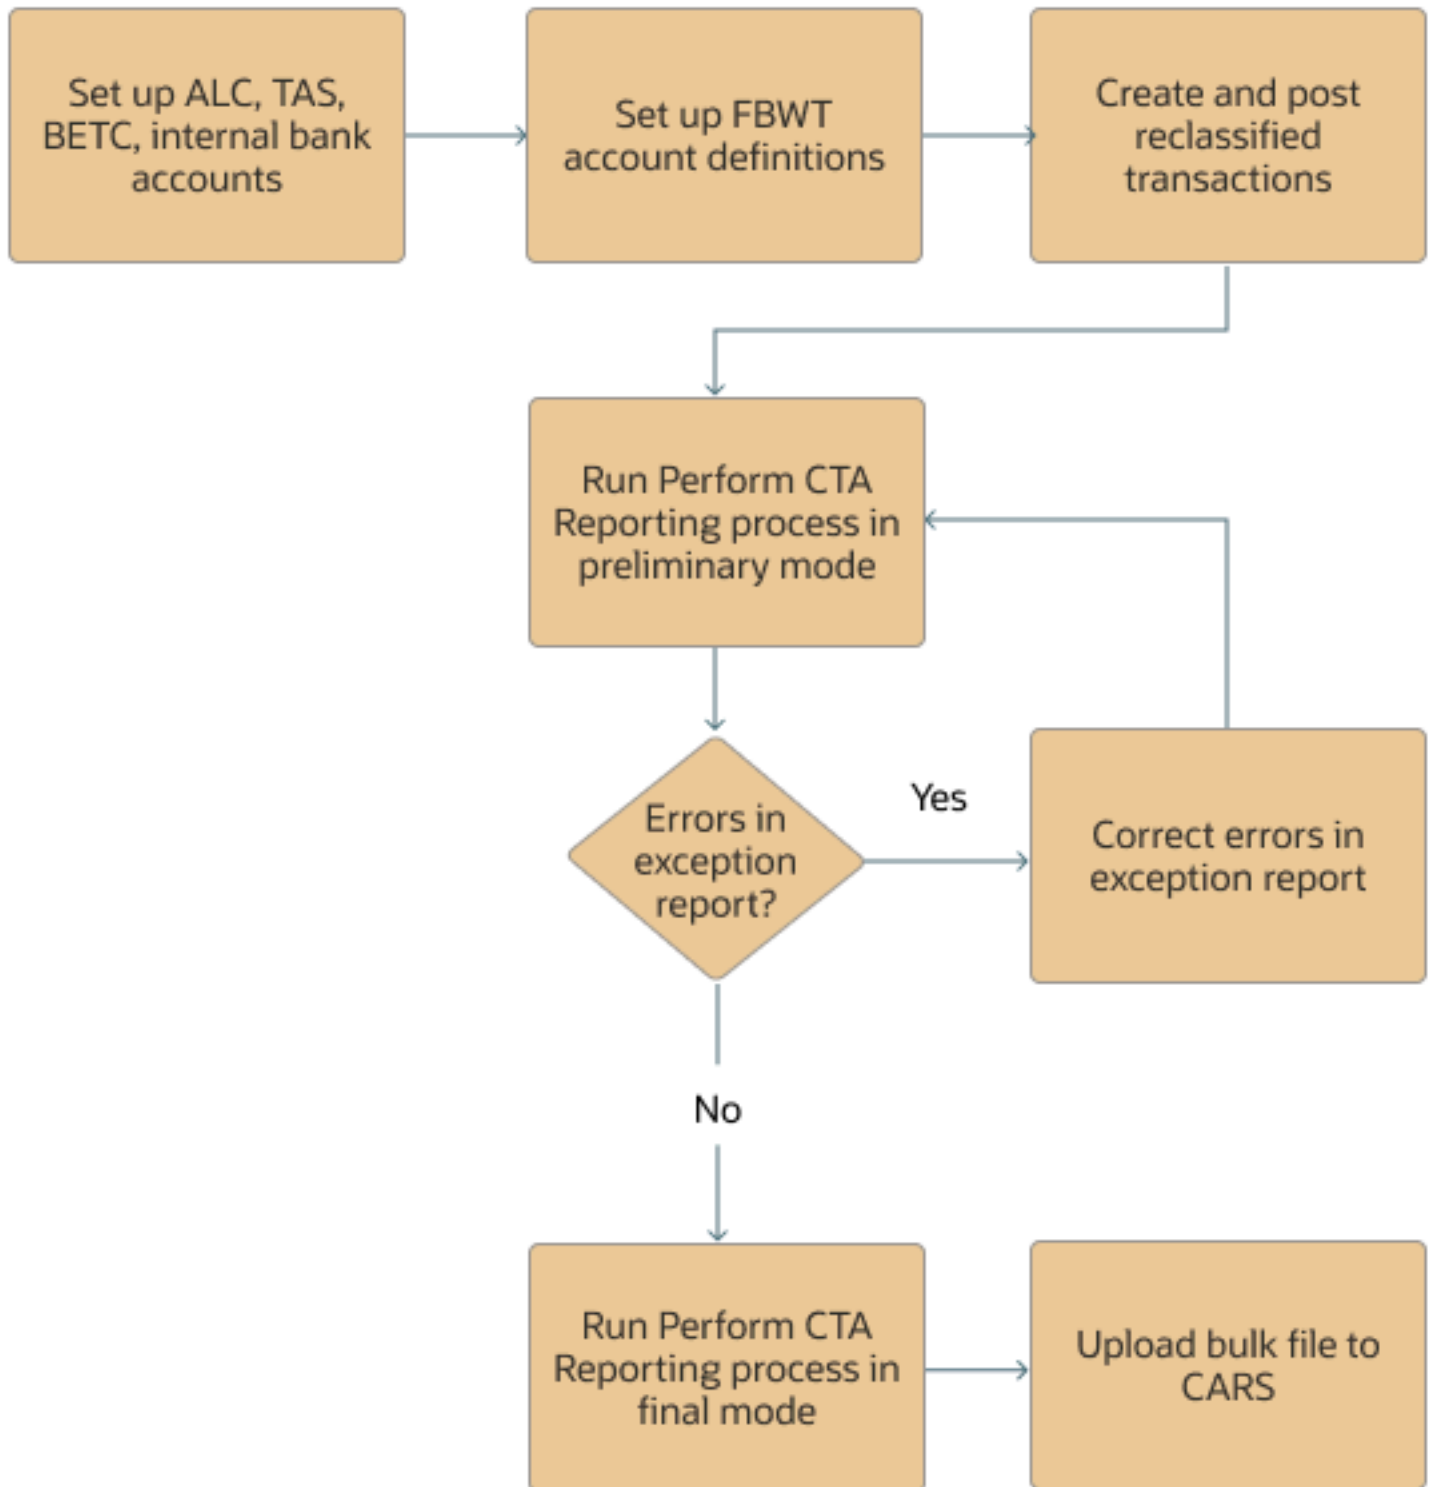 Set up ALC, TAS,
BETC, internal bank
accounts
Set up FBWT
account definitions
Create and post
reclassified
transactions
Run Perform CTA
Reporting process in
preliminary mode
Errors in
exception
report?
Yes
Correct errors in
exception report
No
Run Perform CTA
Reporting process in
final mode
Upload bulk file to
CARS